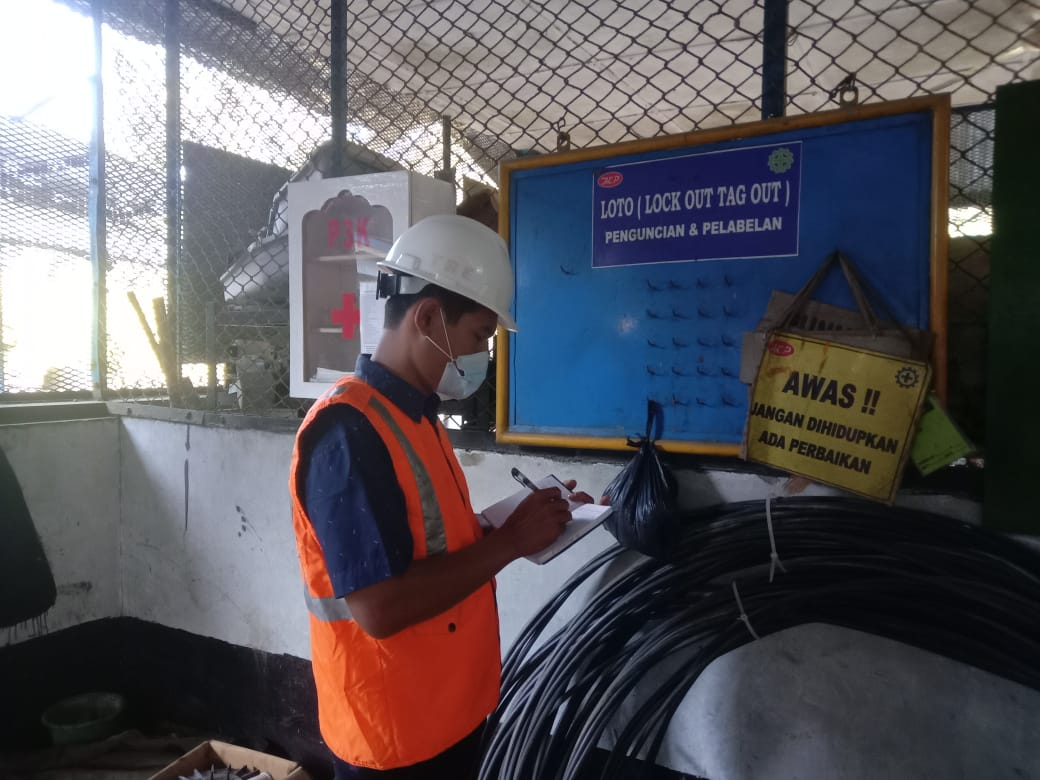 P3K
LOTO ( LOCK OUT TAG OUT )
PENGUNCIAN & PELABELAN
AWAS !!
JANGAN DIHIDUPKAN
ADA PERBAIKAN